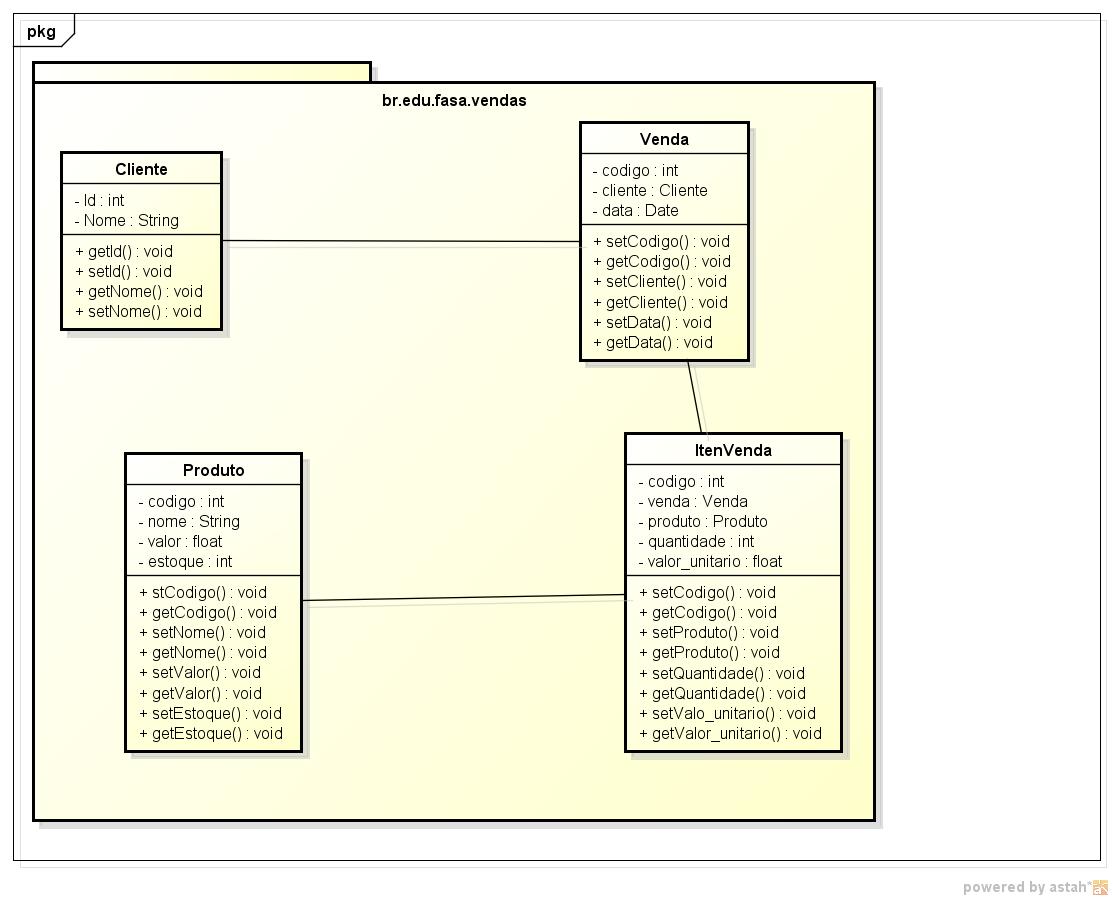 pkg
br.edu.fasa.vendas
Cliente
- Id : int
- Nome : String
+ getId() : void
+ setId() : void
+ getNome() : void
+ setNome() : void
Venda
- codigo : int
- cliente : Cliente
- data : Date
+ setCodigo() : void
+ getCodigo() : void
+ setCliente() : void
+ getCliente() : void
+ setData() : void
+ getData() : void
Produto
- codigo : int
- nome : String
- valor : float
- estoque : int
+ stCodigo() : void
+ getCodigo() : void
+ setNome() : void
+ getNome() : void
+ setValor() : void
+ getValor() : void
+ setEstoque() : void
+ getEstoque() : void
ItenVenda
- codigo : int
- venda : Venda
- produto : Produto
- quantidade : int
- valor_unitario : float
+ setCodigo() : void
+ getCodigo() : void
+ setProduto() : void
+ getProduto() : void
+ setQuantidade() : void
+ getQuantidade() : void
+ setValo_unitario() : void
+ getValor_unitario() : void
powered by astah*